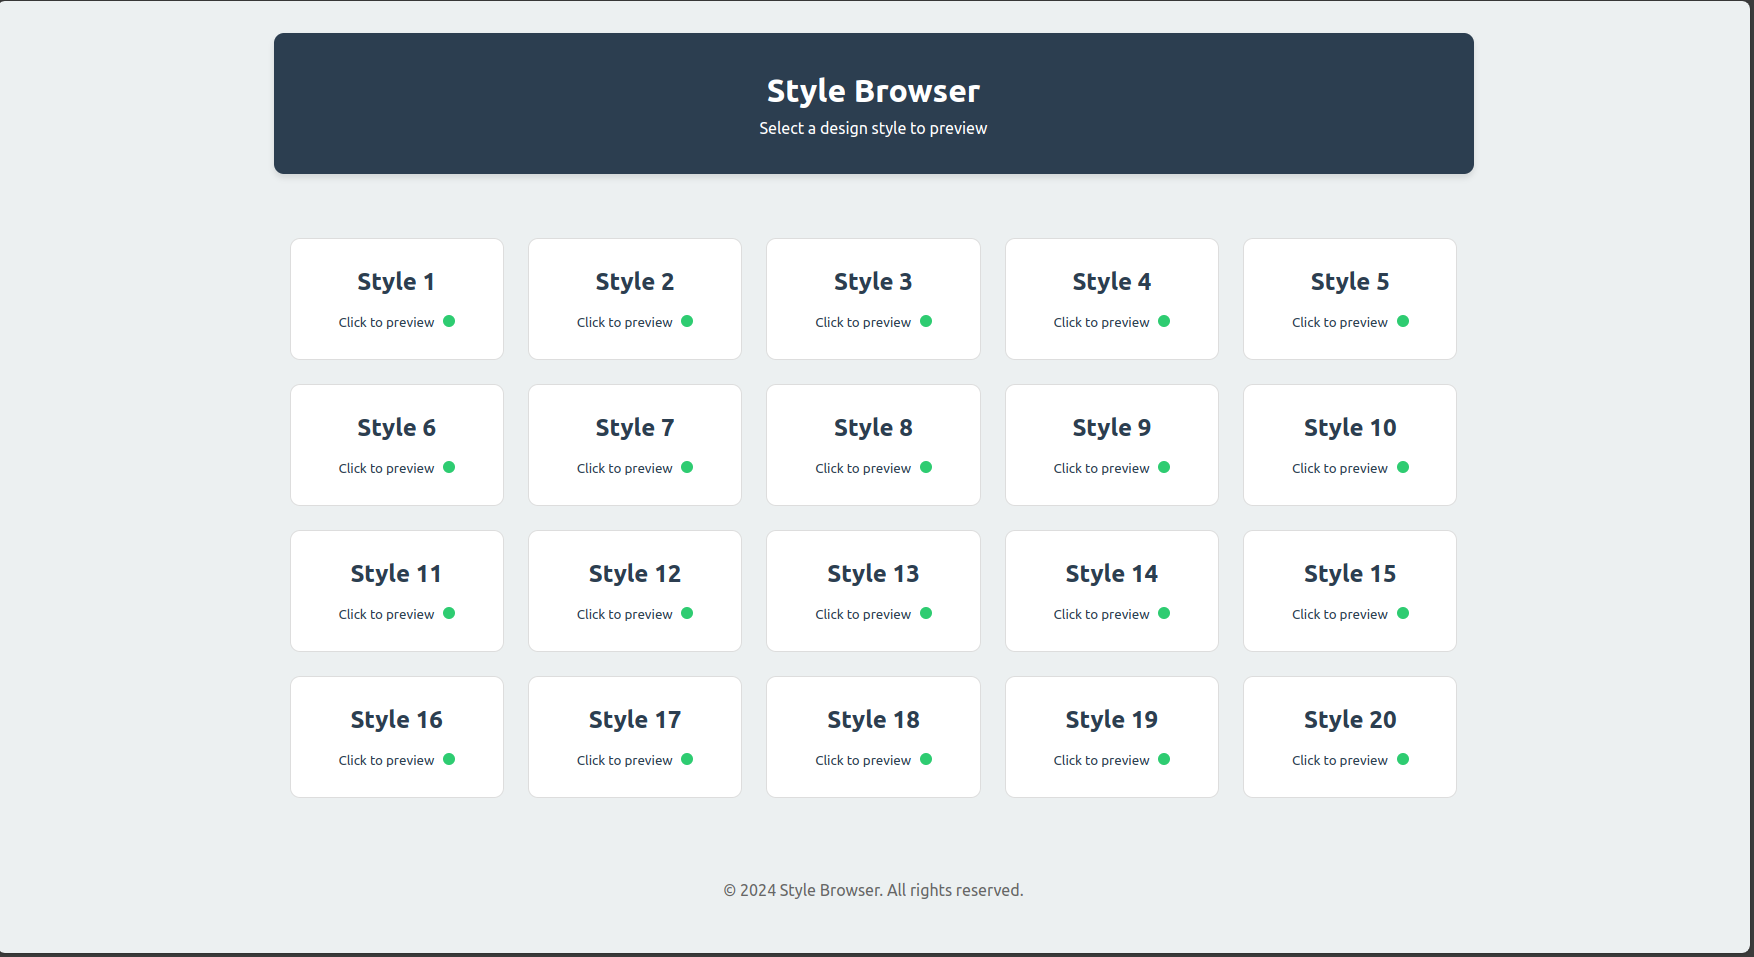 Style Browser
Select a design style to preview
Style 1
Click to preview
Style 2
Click to preview
Style 3
Click to preview
Style 4
Click to preview
Style 5
Click to preview
Style 6
Click to preview
Style 7
Click to preview
Style 8
Click to preview
Style 9
Click to preview
Style 10
Click to preview
Style 11
Click to preview
Style 12
Click to preview
Style 13
Click to preview
Style 14
Click to preview
Style 15
Click to preview
Style 16
Click to preview
Style 17
Click to preview
Style 18
Click to preview
Style 19
Click to preview
Style 20
Click to preview
© 2024 Style Browser. All rights reserved.